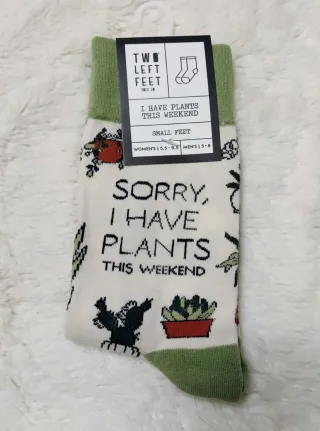 TWO
LEFT
FEET
I HAVE PLANTS
THIS WEEKEND
SMALL FEET
SORRY,
I HAVE
PLANTS
THIS WEEKEND